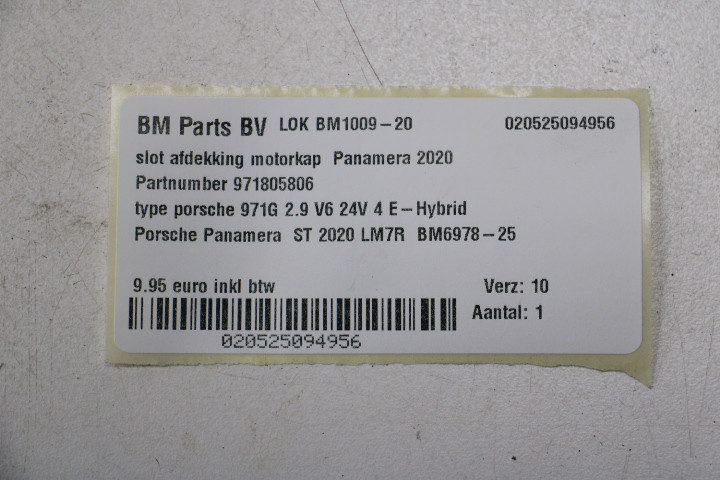 BM Parts BV LOK BM1009-20 020525094956
slot afdekking motorkap Panamera 2020
Partnumber 971805806
type porsche 971G 2.9 V6 24V 4 E-Hybrid
Porsche Panamera ST 2020 LM7R BM6978-25
9.95 euro inkl btw Verz: 10
Aantal: 1
020525094956